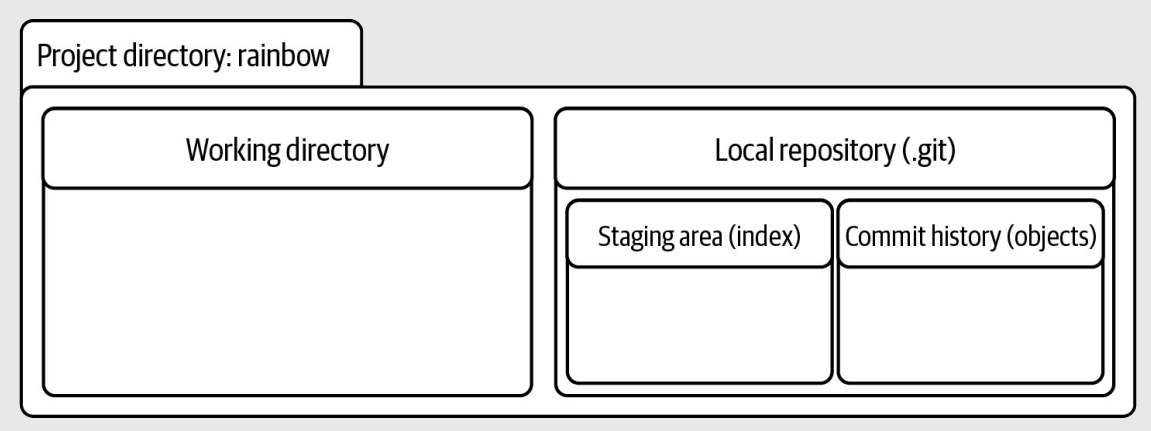 Project directory: rainbow
Working directory
Local repository (.git)
Staging area (index)
Commit history (objects)